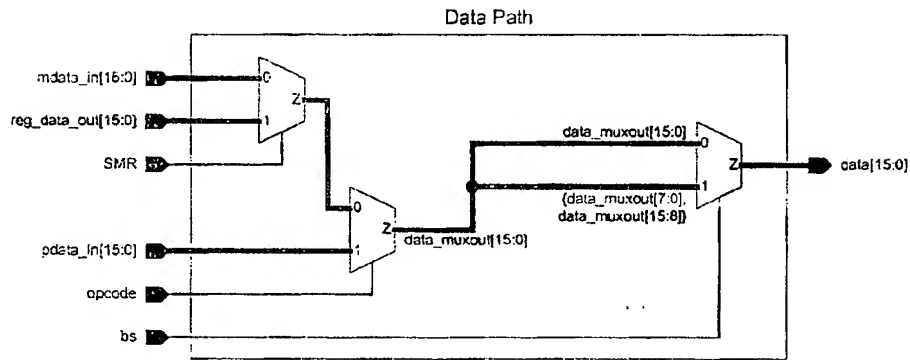 Data Path
mdata_in[15:0]
0
Z
reg_data_out[15:0]
1
SMR
data_muxout[15:0]
0
Z
data[15:0]
1
{data_muxout[7:0],
data_muxout[15:8]}
0
Z
data_muxout[15:0]
pdata_in[15:0]
1
opcode
bs